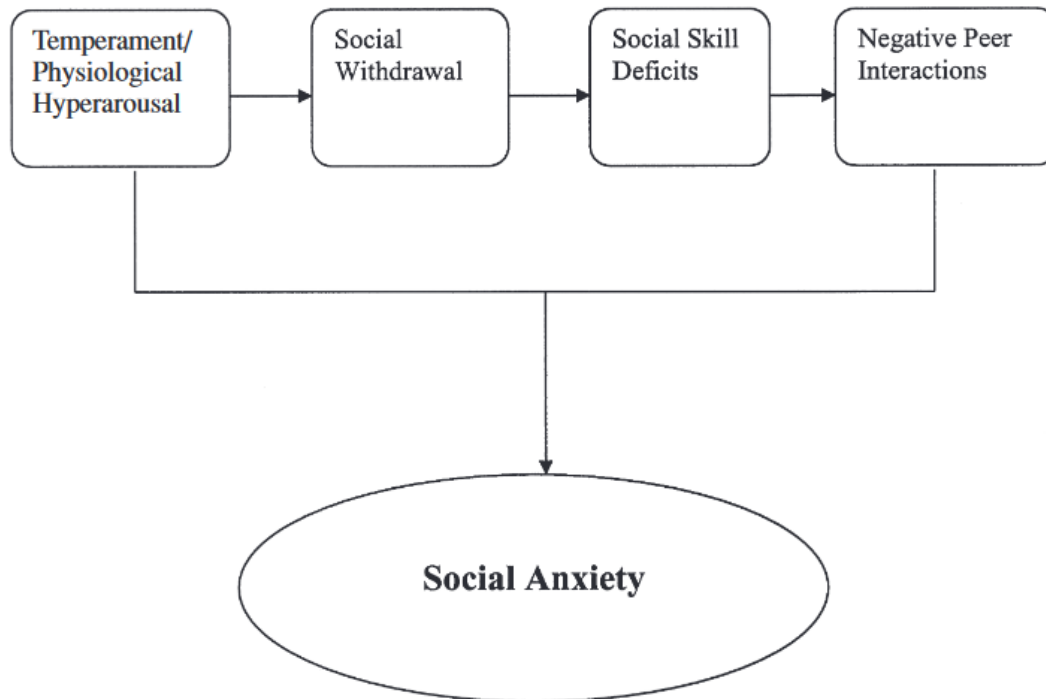 Temperament/
Physiological
Hyperarousal
Social
Withdrawal
Social Skill
Deficits
Negative Peer
Interactions
Social Anxiety